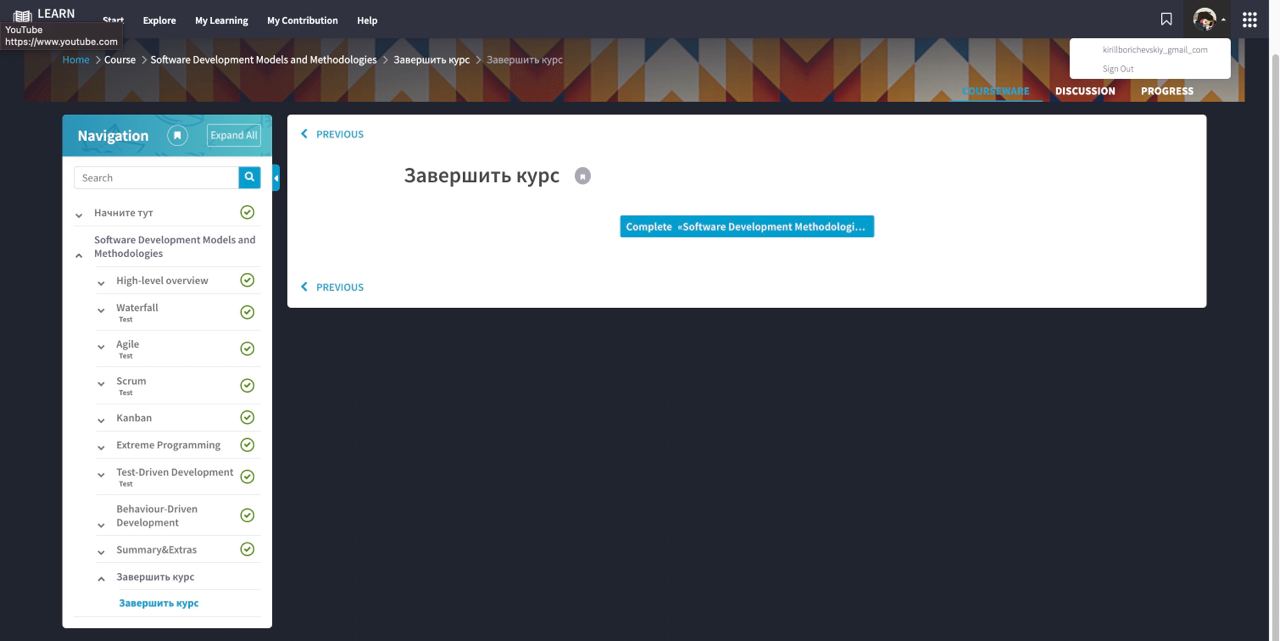 LEARN
YouTube
https://www.youtube.com
Start
Explore
My Learning
My Contribution
Help
kirillborichevskiy_gmail_com
Sign Out
Home > Course > Software Development Models and Methodologies > Завершить курс > Завершить курс
COURSEWARE
DISCUSSION
PROGRESS
Navigation
Expand All
Search
Начните тут
Software Development Models and
Methodologies
High-level overview
Waterfall
Test
Agile
Test
Scrum
Test
Kanban
Extreme Programming
Test-Driven Development
Test
Behaviour-Driven
Development
Summary&Extras
Завершить курс
Завершить курс
PREVIOUS
Завершить курс
Complete «Software Development Methodologi...
PREVIOUS